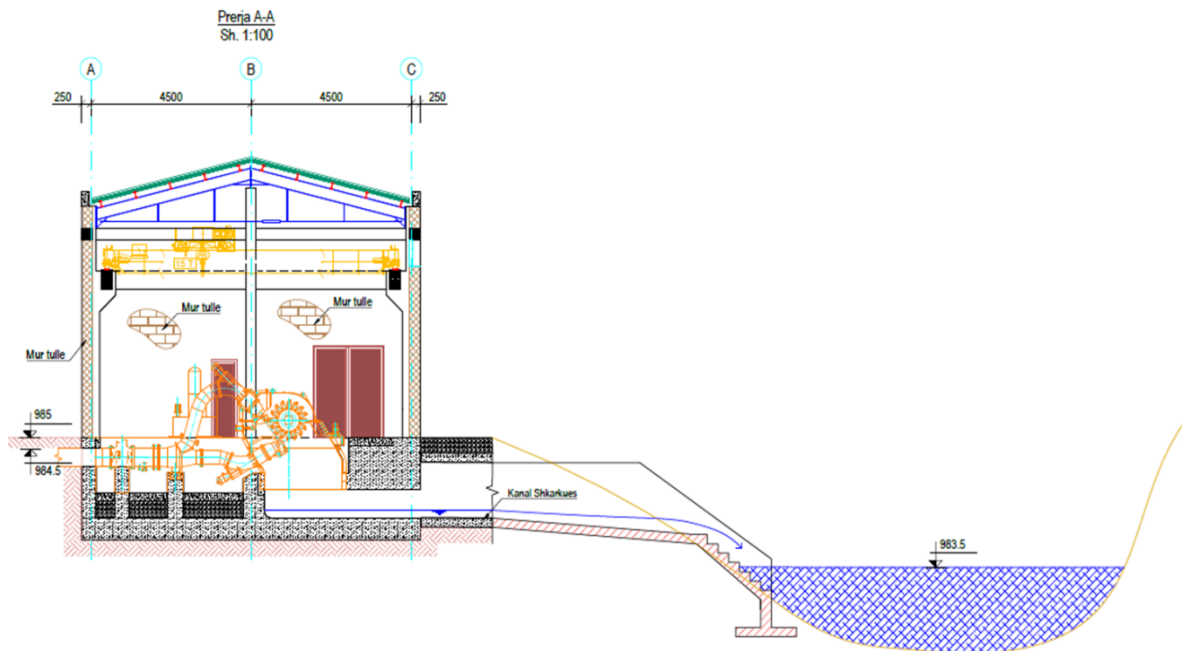 Prerja A-A
Sh. 1:100
A
B
C
250
4500
4500
250
15 T
Mur tulle
Mur tulle
Mur tulle
985
984.5
Kanal Shkarkues
983.5